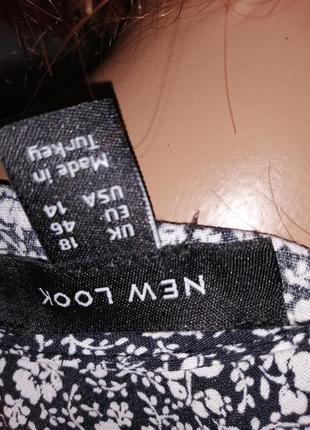 NEW LOOK
UK 18
EU 46
USA 14
Made in
Turkey